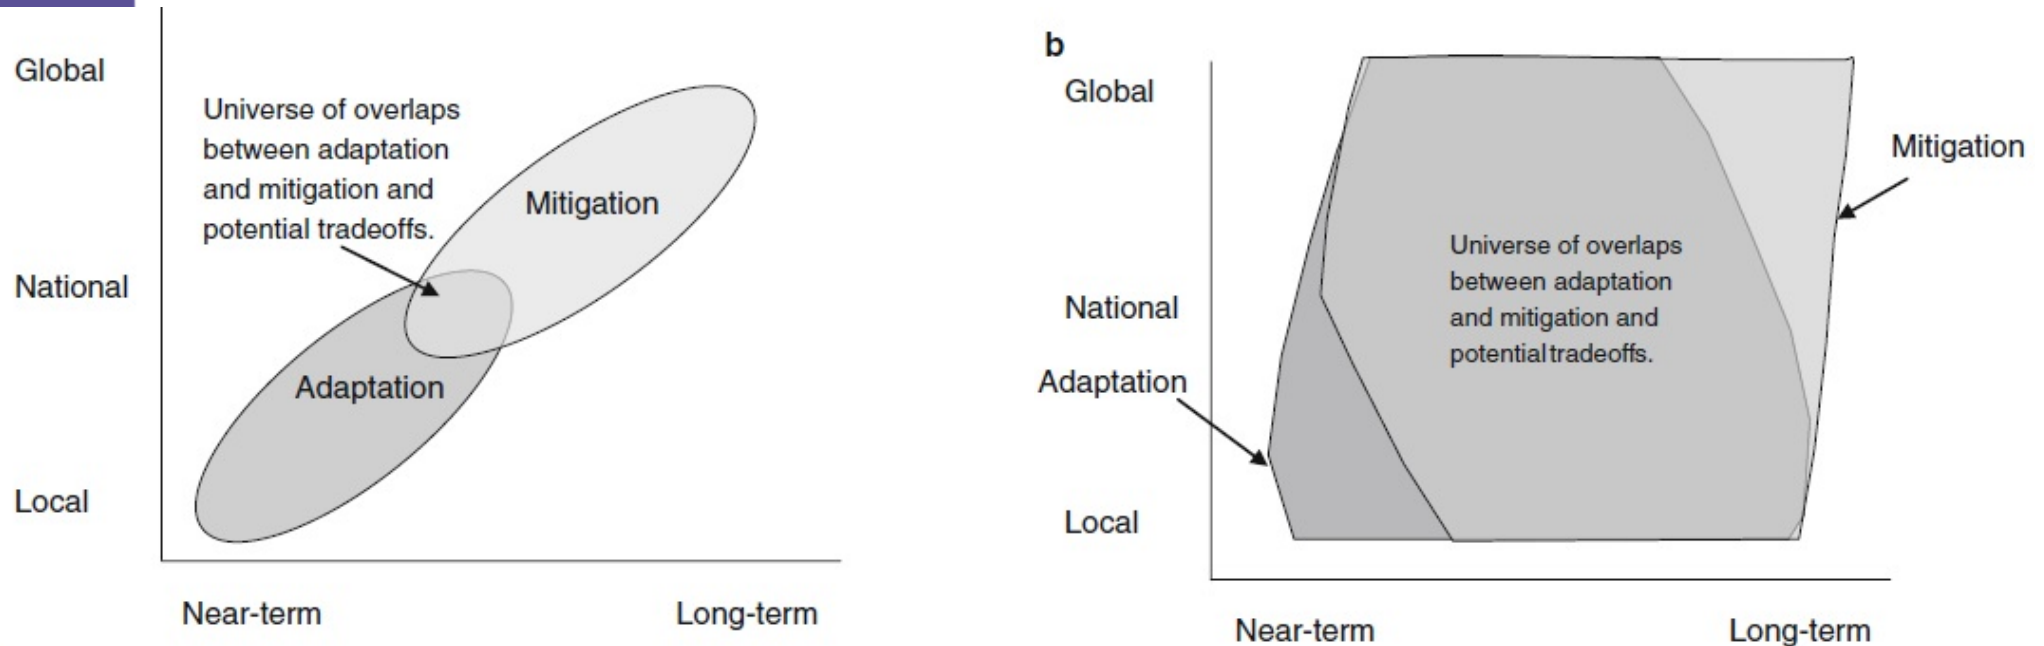 Global
Universe of overlaps
between adaptation
and mitigation and
potential tradeoffs.
Mitigation
National
Adaptation
Local
Near-term
Long-term
b
Global
Mitigation
Universe of overlaps
between adaptation
and mitigation and
potential tradeoffs.
National
Adaptation
Local
Near-term
Long-term